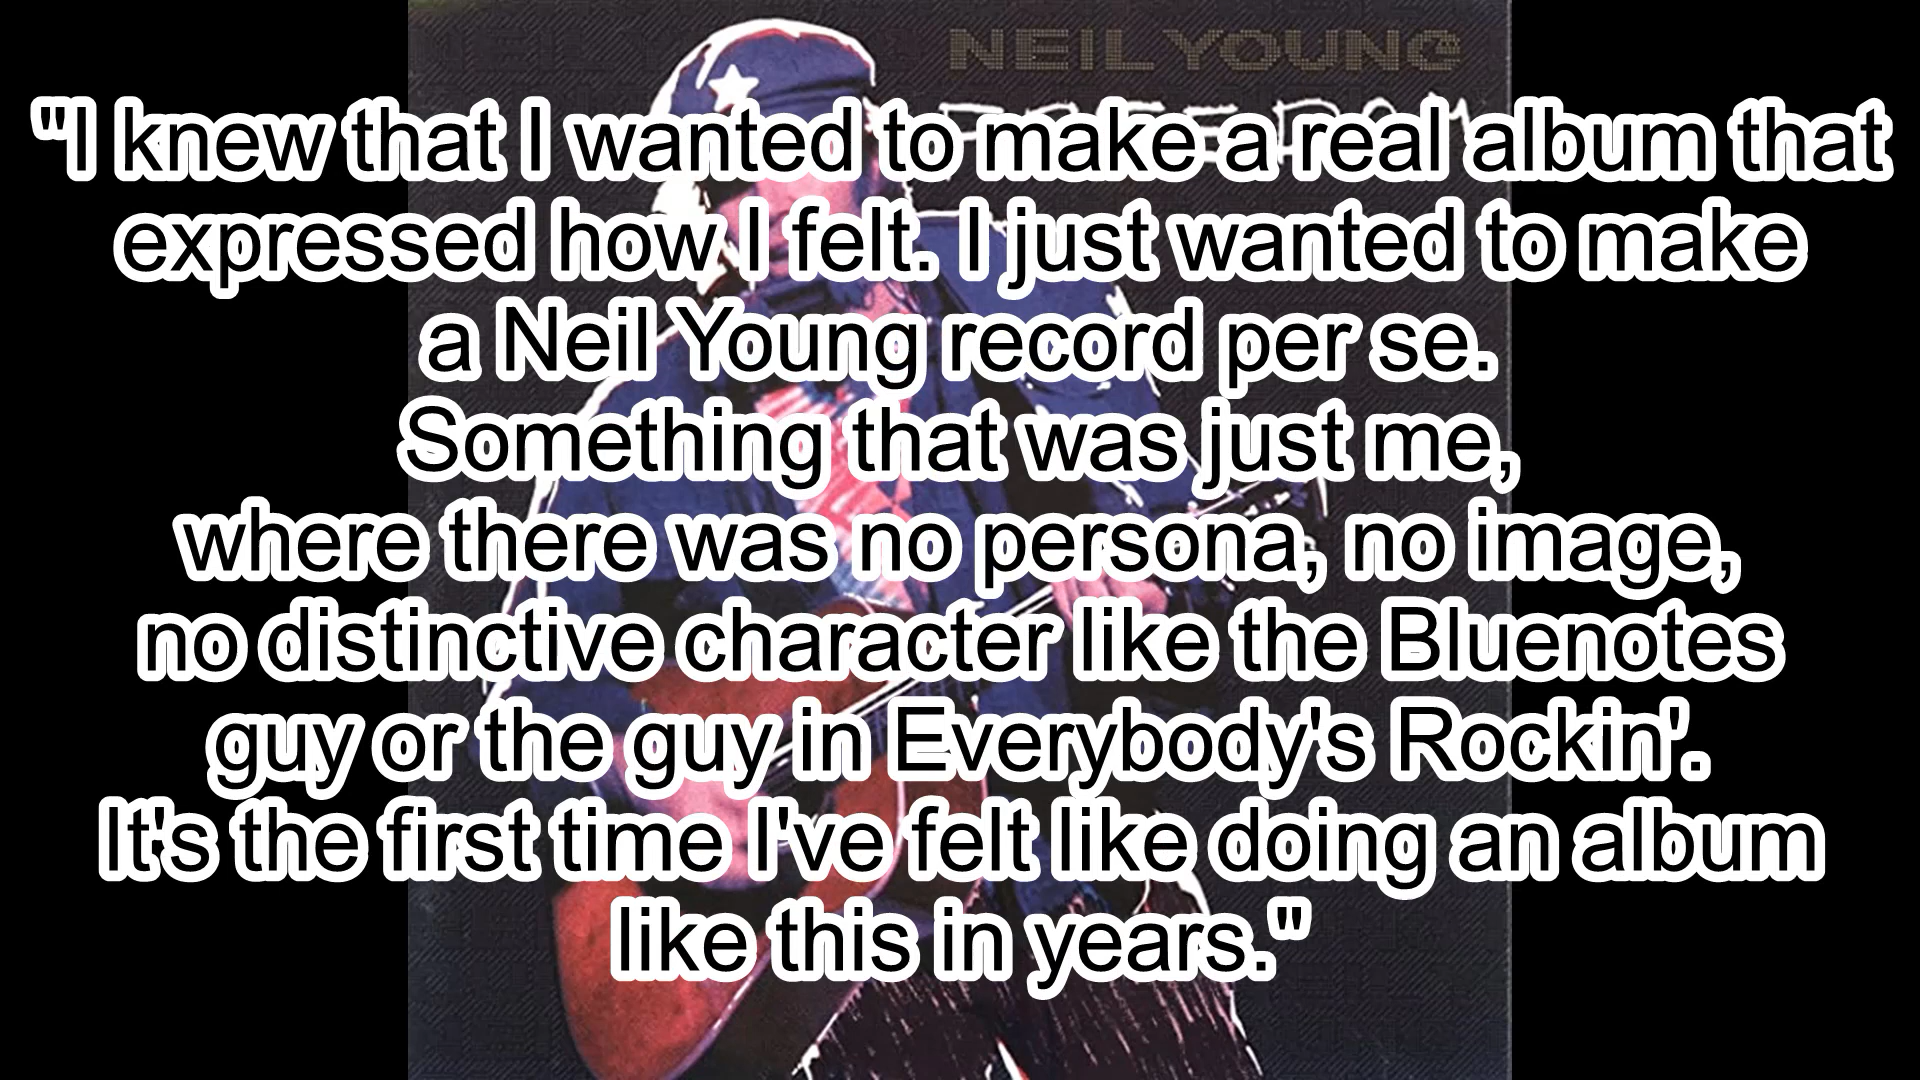 NEIL YOUNG
FREEDOM
"I knew that I wanted to make a real album that
expressed how I felt. I just wanted to make
a Neil Young record per se.
Something that was just me,
where there was no persona, no image,
no distinctive character like the Bluenotes
guy or the guy in Everybody's Rockin'.
It's the first time I've felt like doing an album
like this in years."